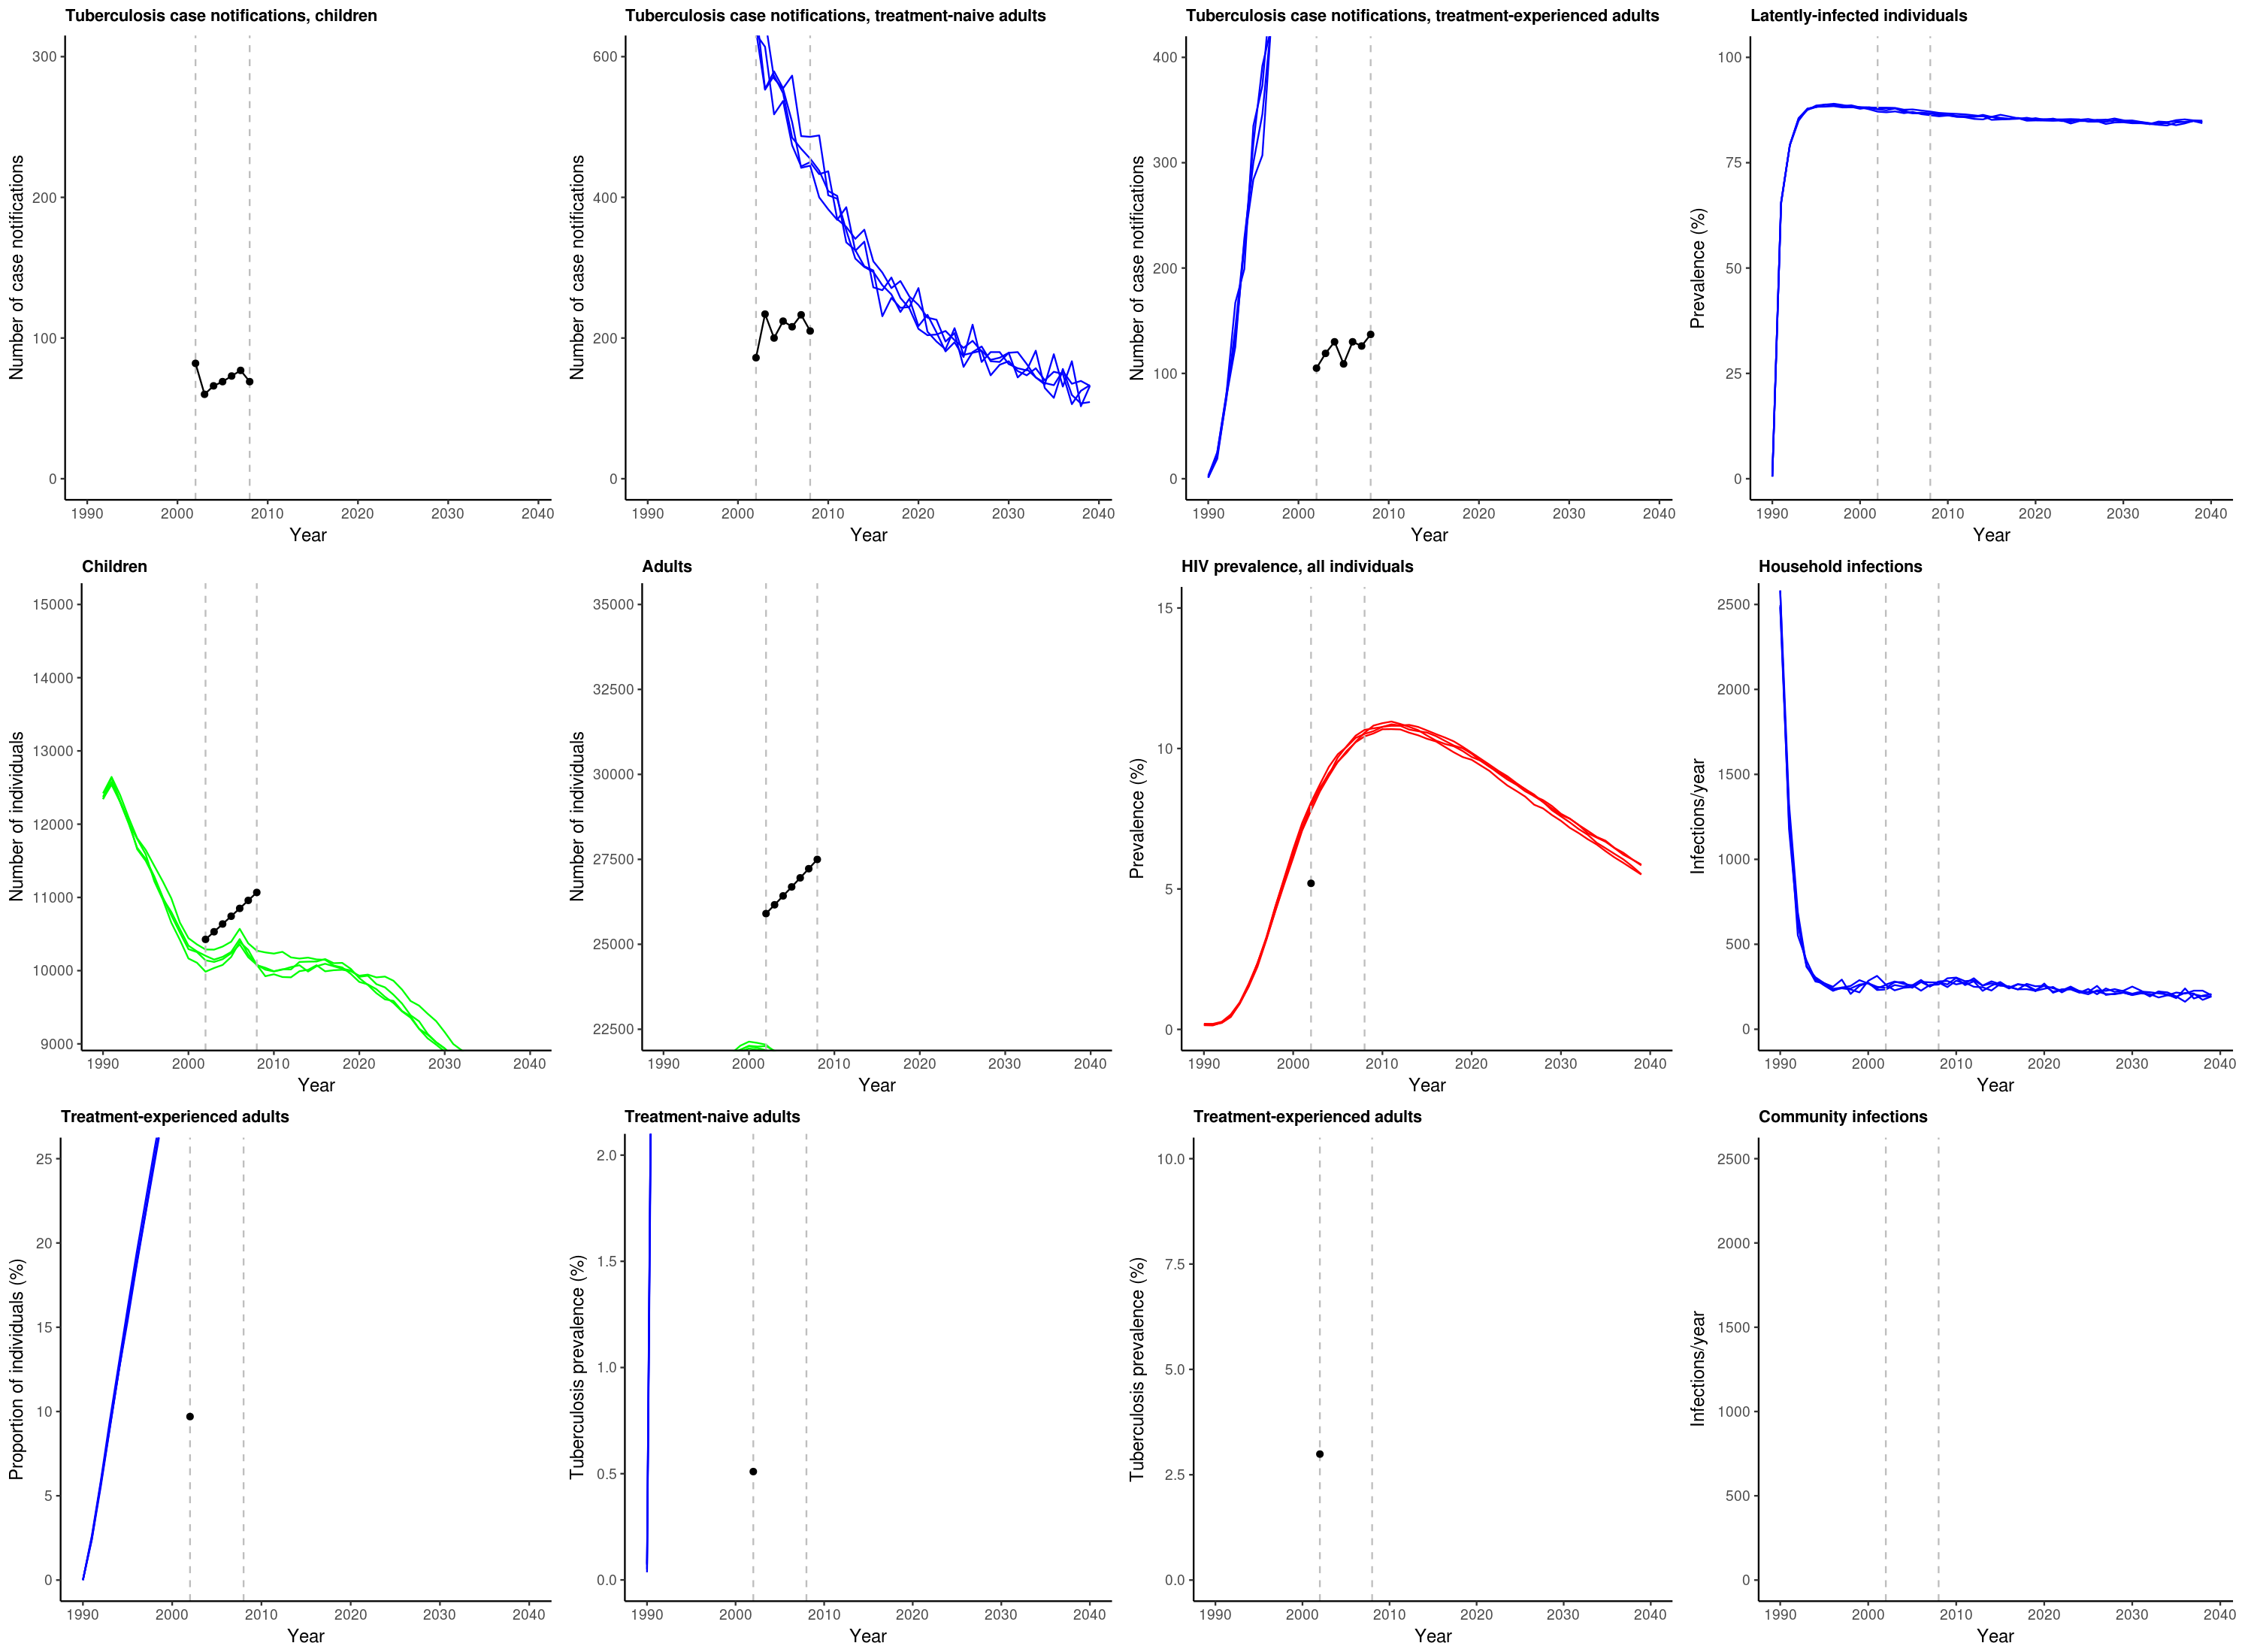 Tuberculosis case notifications, children
Number of case notifications
300
200
100
0
1990 2000 2010 2020 2030 2040
Year
Tuberculosis case notifications, treatment-naive adults
Number of case notifications
600
400
200
0
1990 2000 2010 2020 2030 2040
Year
Tuberculosis case notifications, treatment-experienced adults
Number of case notifications
400
300
200
100
0
1990 2000 2010 2020 2030 2040
Year
Latently-infected individuals
Prevalence (%)
100
75
50
25
0
1990 2000 2010 2020 2030 2040
Year
Children
Number of individuals
15000
14000
13000
12000
11000
10000
9000
1990 2000 2010 2020 2030 2040
Year
Adults
Number of individuals
35000
32500
30000
27500
25000
22500
1990 2000 2010 2020 2030 2040
Year
HIV prevalence, all individuals
Prevalence (%)
15
10
5
0
1990 2000 2010 2020 2030 2040
Year
Household infections
Infections/year
2500
2000
1500
1000
500
0
1990 2000 2010 2020 2030 2040
Year
Treatment-experienced adults
Proportion of individuals (%)
25
20
15
10
5
0
1990 2000 2010 2020 2030 2040
Year
Treatment-naive adults
Tuberculosis prevalence (%)
2.0
1.5
1.0
0.5
0.0
1990 2000 2010 2020 2030 2040
Year
Treatment-experienced adults
Tuberculosis prevalence (%)
10.0
7.5
5.0
2.5
0.0
1990 2000 2010 2020 2030 2040
Year
Community infections
Infections/year
2500
2000
1500
1000
500
0
1990 2000 2010 2020 2030 2040
Year